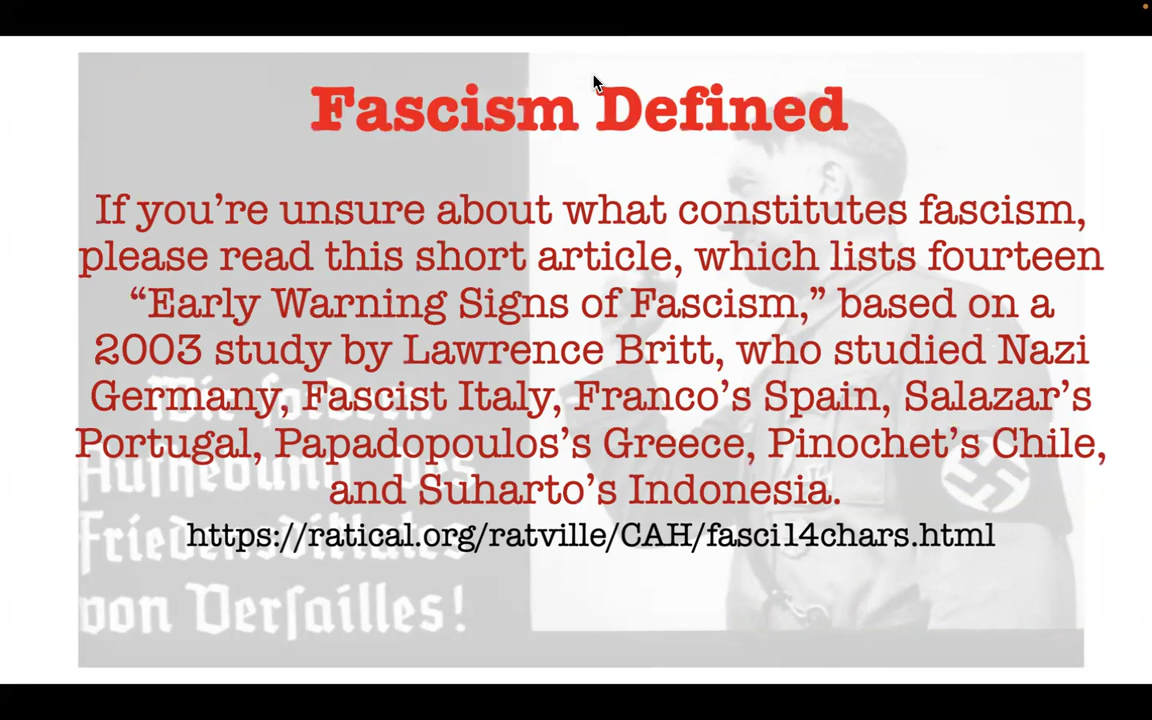 Fascism Defined
If you're unsure about what constitutes fascism,
please read this short article, which lists fourteen
“Early Warning Signs of Fascism,” based on a
2003 study by Lawrence Britt, who studied Nazi
Germany, Fascist Italy, Franco's Spain, Salazar's
Portugal, Papadopoulos's Greece, Pinochet's Chile,
and Suharto's Indonesia.
https://ratical.org/ratville/CAH/fasci14chars.html
Wir fordern
Aufhebung des
Friedensdiktates
von Versailles!